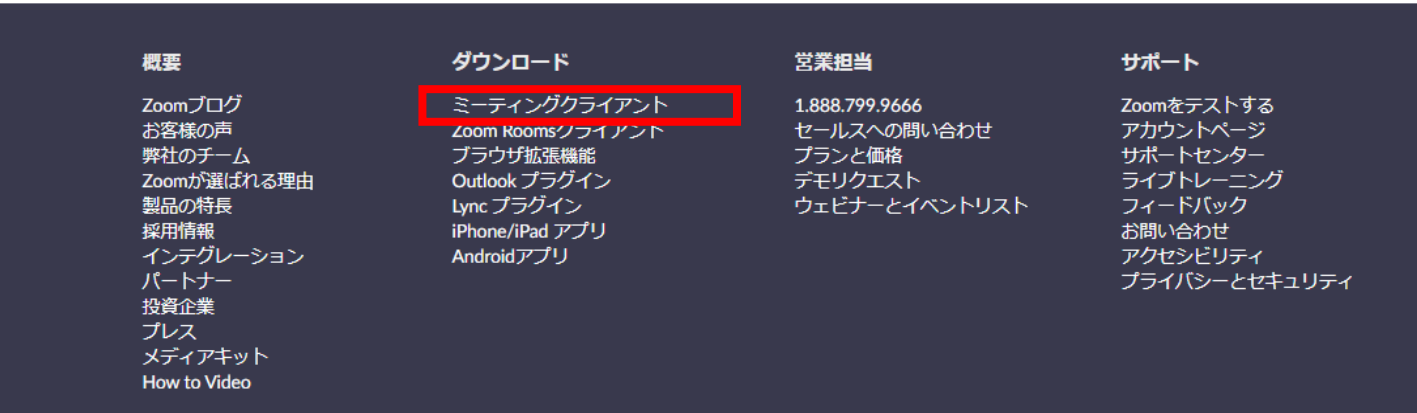 概要
Zoomブログ
お客様の声
弊社のチーム
Zoomが選ばれる理由
製品の特長
採用情報
インテグレーション
パートナー
投資企業
プレス
メディアキット
How to Video
ダウンロード
ミーティングクライアント
Zoom Roomsクライアント
ブラウザ拡張機能
Outlook プラグイン
Lync プラグイン
iPhone/iPad アプリ
Androidアプリ
営業担当
1.888.799.9666
セールスへの問い合わせ
プランと価格
デモリクエスト
ウェビナーとイベントリスト
サポート
Zoomをテストする
アカウントページ
サポートセンター
ライブトレーニング
フィードバック
お問い合わせ
アクセシビリティ
プライバシーとセキュリティ